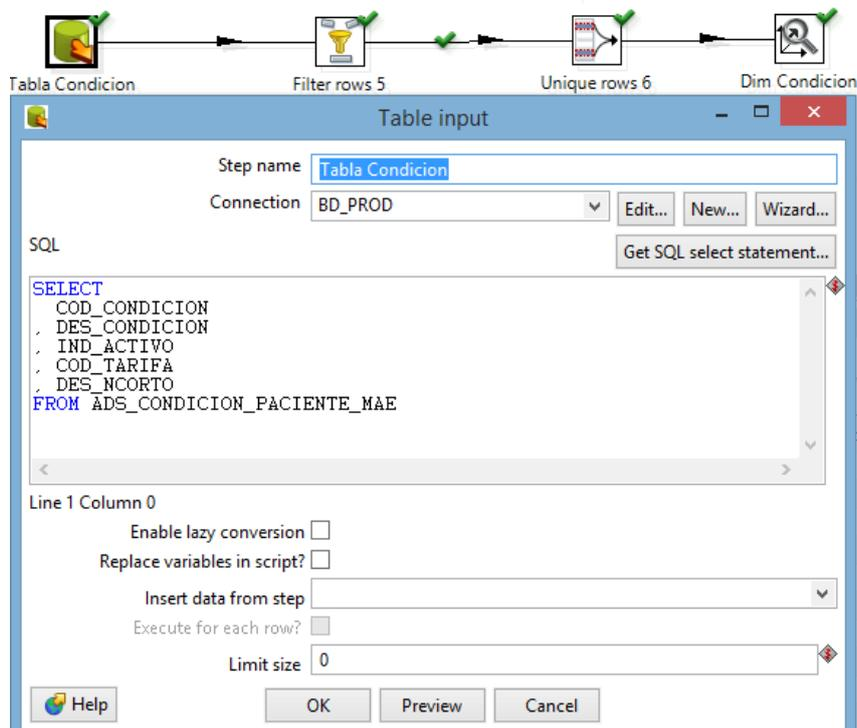 Tabla Condicion
Filter rows 5
Unique rows 6
Dim Condicion
Table input
Step name Tabla Condicion
Connection BD_PROD Edit... New... Wizard...
SQL Get SQL select statement...
SELECT
COD_CONDICION
, DES_CONDICION
, IND_ACTIVO
, COD_TARIFA
, DES_NCORTO
FROM ADS_CONDICION_PACIENTE_MAE
Line 1 Column 0
Enable lazy conversion
Replace variables in script?
Insert data from step
Execute for each row?
Limit size 0
Help OK Preview Cancel